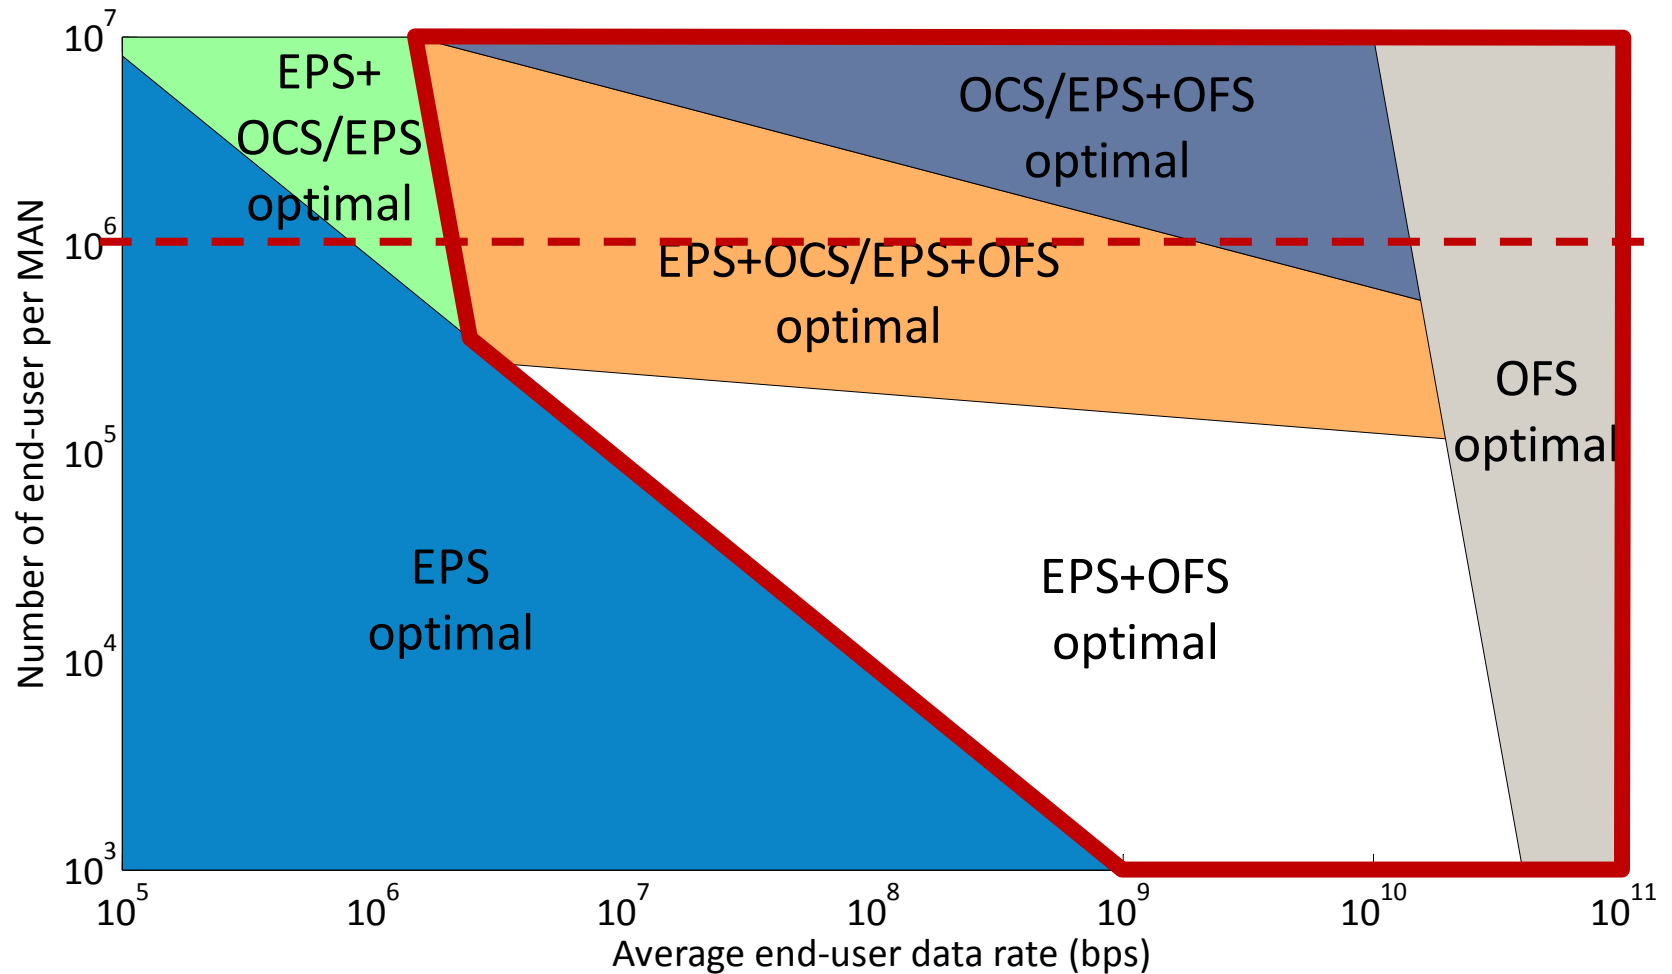 10^7
EPS+
OCS/EPS
optimal
OCS/EPS+OFS
optimal
10^6
EPS+OCS/EPS+OFS
optimal
OFS
optimal
10^5
EPS
optimal
EPS+OFS
optimal
10^4
10^3
Number of end-user per MAN
10^5 10^6 10^7 10^8 10^9 10^10 10^11
Average end-user data rate (bps)